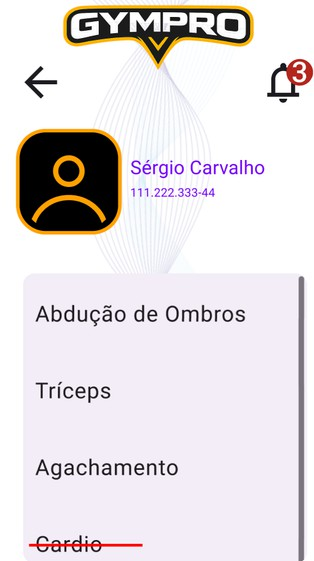 GYMPRO
3
Sérgio Carvalho
111.222.333-44
Abdução de Ombros
Tríceps
Agachamento
Cardio